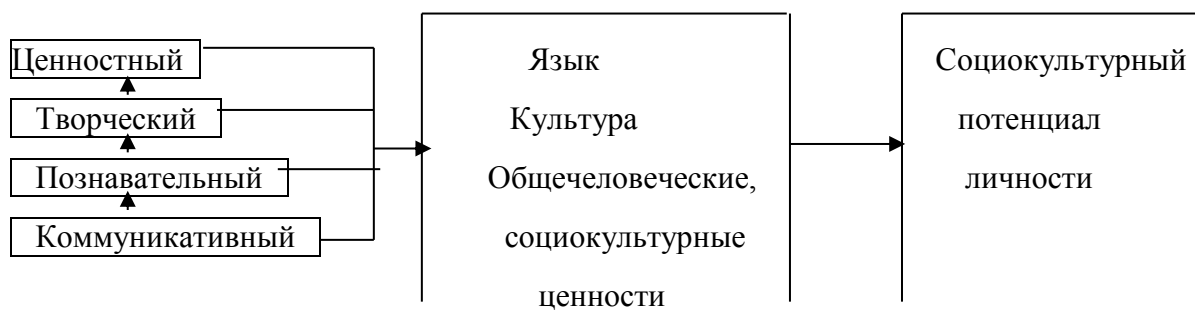 Ценностный
Творческий
Познавательный
Коммуникативный
Язык
Культура
Общечеловеческие,
социокультурные
ценности
Социокультурный
потенциал
личности